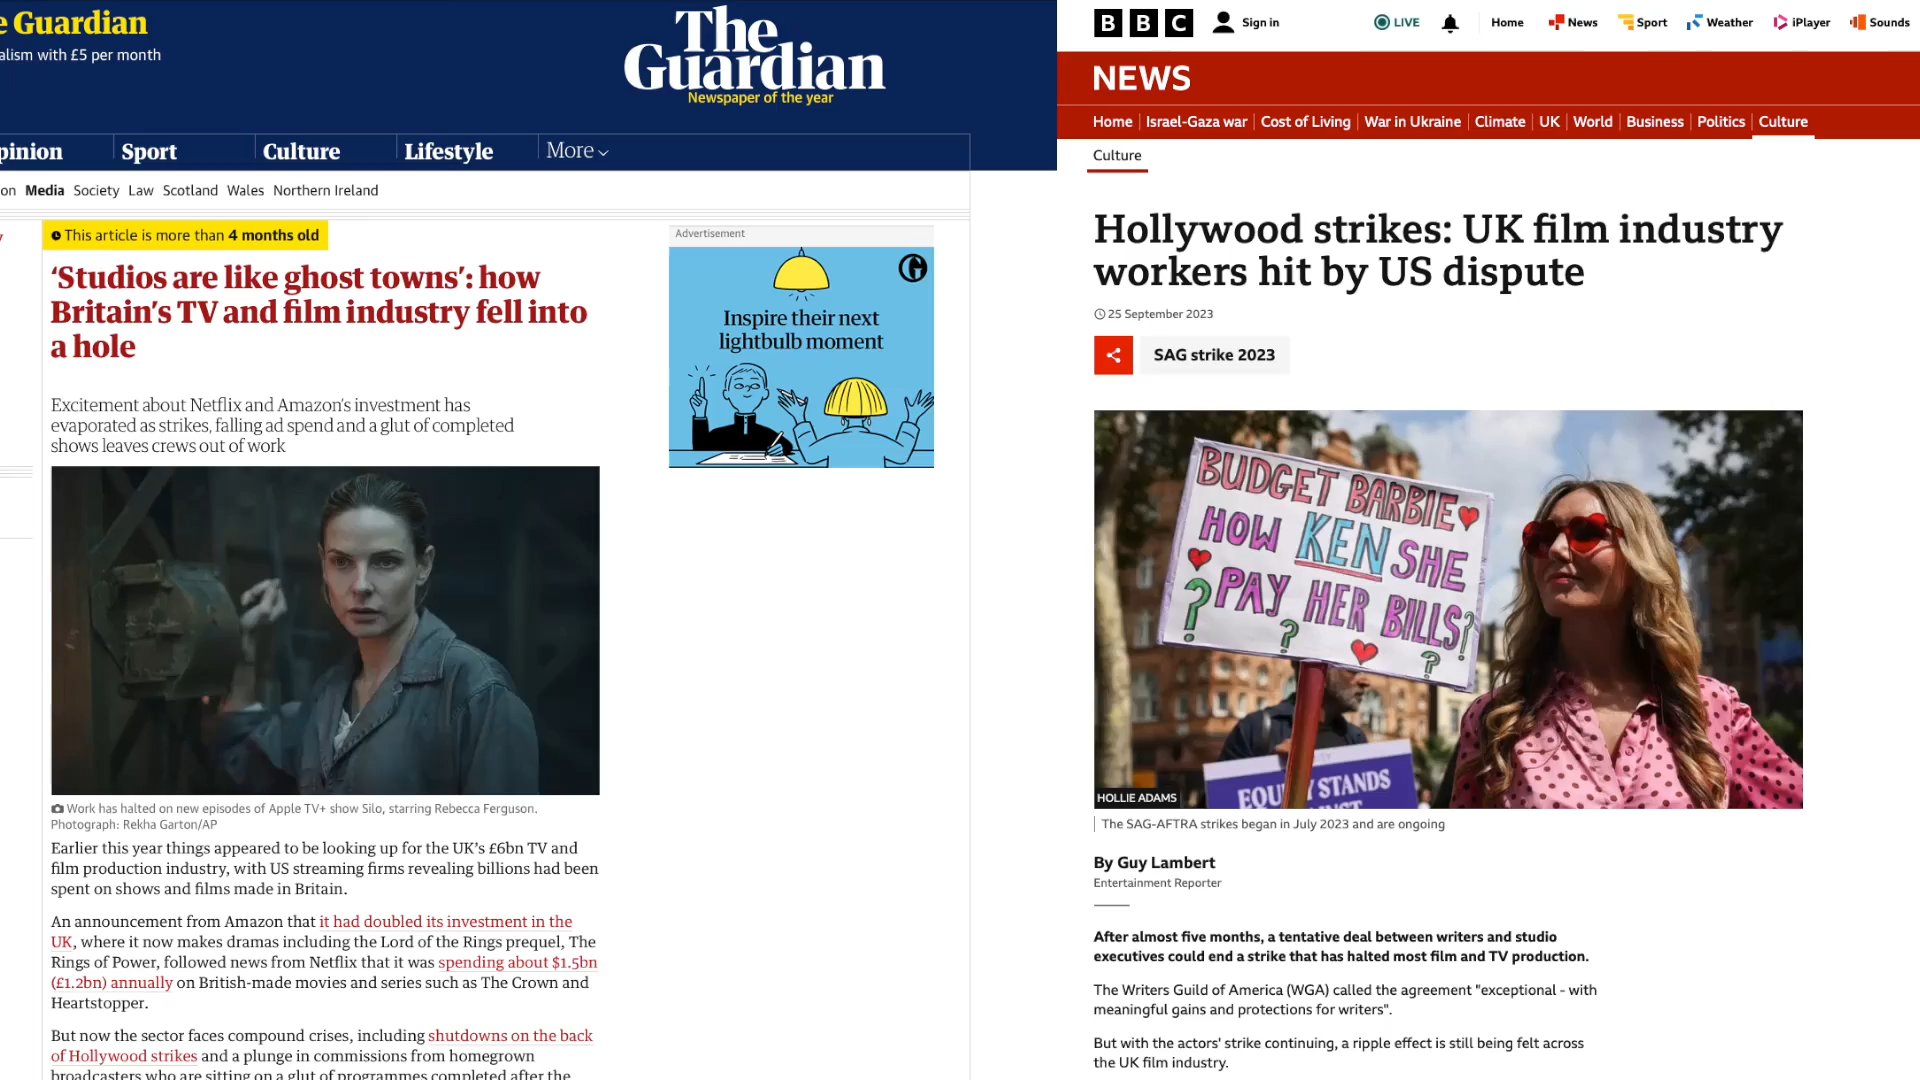 e Guardian
alism with £5 per month
The
Guardian
Newspaper of the year
pinion
Sport
Culture
Lifestyle
More
on Media Society Law Scotland Wales Northern Ireland
This article is more than 4 months old
‘Studios are like ghost towns’: how
Britain’s TV and film industry fell into
a hole
Excitement about Netflix and Amazon’s investment has
evaporated as strikes, falling ad spend and a glut of completed
shows leaves crews out of work
Work has halted on new episodes of Apple TV+ show Silo, starring Rebecca Ferguson.
Photograph: Rekha Garton/AP
Earlier this year things appeared to be looking up for the UK’s £6bn TV and
film production industry, with US streaming firms revealing billions had been
spent on shows and films made in Britain.
An announcement from Amazon that it had doubled its investment in the
UK, where it now makes dramas including the Lord of the Rings prequel, The
Rings of Power, followed news from Netflix that it was spending about $1.5bn
(£1.2bn) annually on British-made movies and series such as The Crown and
Heartstopper.
But now the sector faces compound crises, including shutdowns on the back
of Hollywood strikes and a plunge in commissions from homegrown
broadcasters who are sitting on a glut of programmes completed after the
Advertisement
Inspire their next
lightbulb moment
BBC
Sign in
LIVE
Home
News
Sport
Weather
iPlayer
Sounds
NEWS
Home Israel-Gaza war Cost of Living War in Ukraine Climate UK World Business Politics Culture
Culture
Hollywood strikes: UK film industry
workers hit by US dispute
25 September 2023
SAG strike 2023
BUDGET BARBIE
HOW KEN SHE
PAY HER BILLS?
? ? ?
STANDS
HOLLIE ADAMS
The SAG-AFTRA strikes began in July 2023 and are ongoing
By Guy Lambert
Entertainment Reporter
After almost five months, a tentative deal between writers and studio
executives could end a strike that has halted most film and TV production.
The Writers Guild of America (WGA) called the agreement "exceptional - with
meaningful gains and protections for writers".
But with the actors' strike continuing, a ripple effect is still being felt across
the UK film industry.